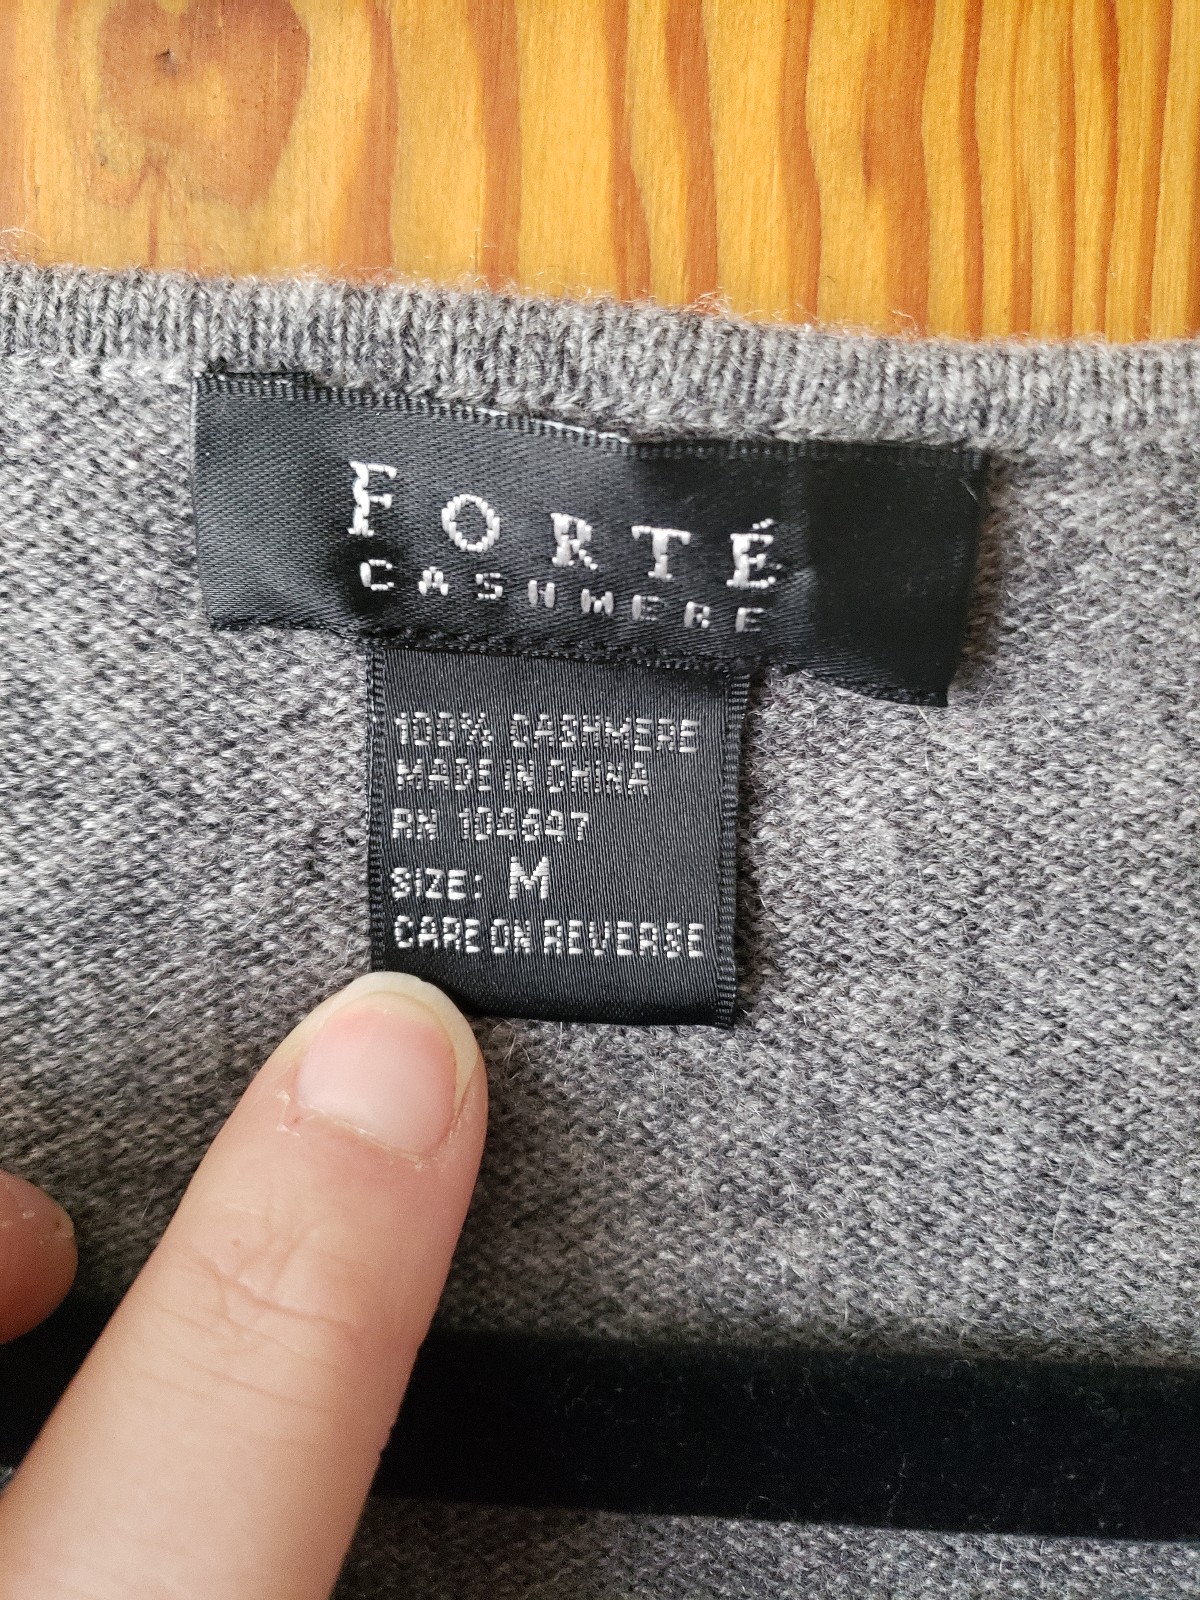 FORTÉ
CASHMERE
100% CASHMERE
MADE IN CHINA
RN 104647
SIZE: M
CARE ON REVERSE